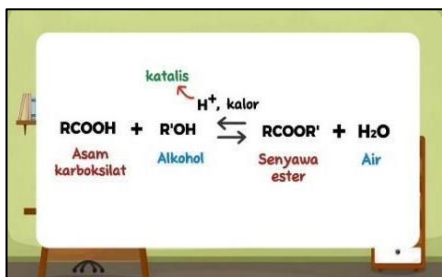 katalis
H⁺, kalor
RCOOH + R'OH ⇌ RCOOR' + H₂O
Asam karboksilat Alkohol Senyawa ester Air